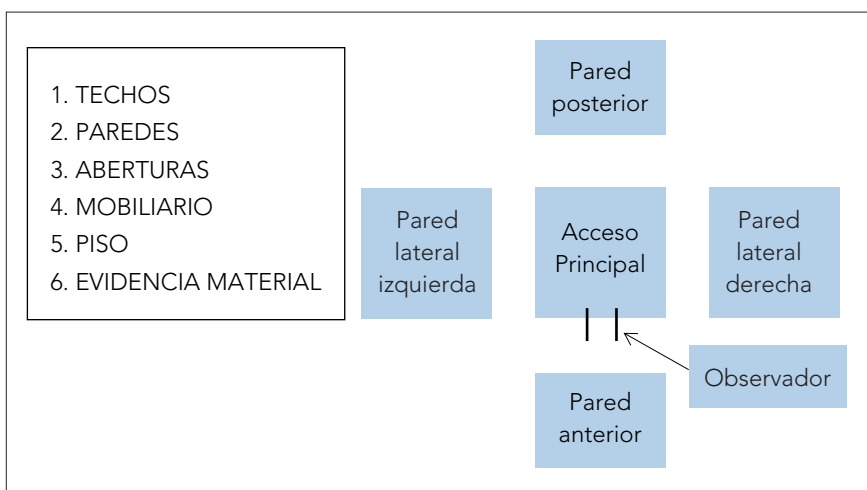 1. TECHOS
2. PAREDES
3. ABERTURAS
4. MOBILIARIO
5. PISO
6. EVIDENCIA MATERIAL
Pared
posterior
Pared
lateral
izquierda
Acceso
Principal
Pared
lateral
derecha
Observador
Pared
anterior